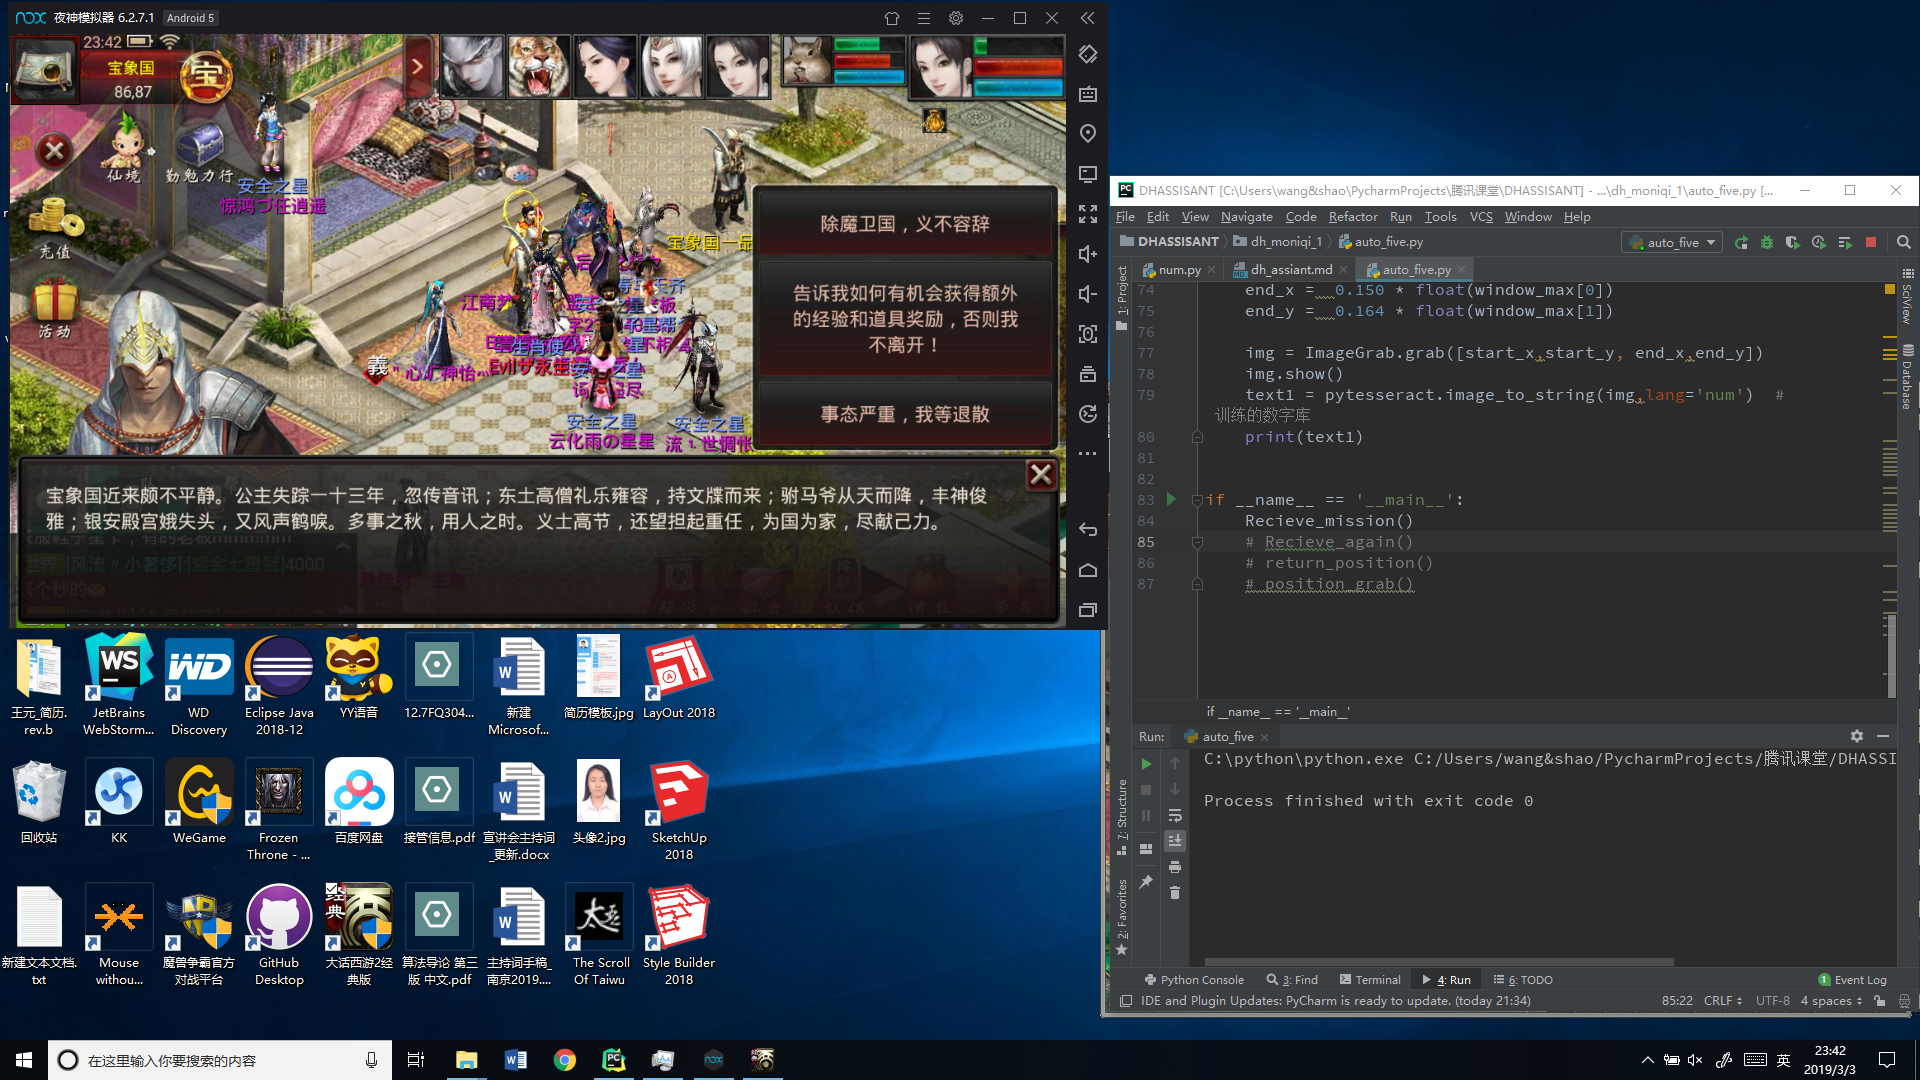 nox 夜神模拟器 6.2.7.1 Android 5
23:42
宝象国
86,87
宝
仙境
勤勉力行
充值
活动
安全之星
惊鸿づ任逍遥
宝象国一品
江南梦
義
安全之星
云化雨の星星
安全之星
除魔卫国，义不容辞
告诉我如何有机会获得额外
的经验和道具奖励，否则我
不离开！
事态严重，我等退散
宝象国近来颇不平静。公主失踪一十三年，忽传音讯；东土高僧礼乐雍容，持文牒而来；驸马爷从天而降，丰神俊
雅；银安殿宫娥失头，又风声鹤唳。多事之秋，用人之时。义士高节，还望担起重任，为国为家，尽献己力。
[风流〃小奢侈]:[紫金七星冠]4000
DHASSISANT [C:\Users\wang&shao\PycharmProjects\腾讯课堂\DHASSISANT] - ...\dh_moniqi_1\auto_five.py [...
File Edit View Navigate Code Refactor Run Tools VCS Window Help
DHASSISANT dh_moniqi_1 auto_five.py
auto_five
num.py dh_assiant.md auto_five.py
1: Project
SciView
Database
74 end_x = 0.150 * float(window_max[0])
75 end_y = 0.164 * float(window_max[1])
76
77 img = ImageGrab.grab([start_x,start_y, end_x,end_y])
78 img.show()
79 text1 = pytesseract.image_to_string(img,lang='num') #
训练的数字库
80 print(text1)
81
82
83 if __name__ == '__main__':
84 Recieve_mission()
85 # Recieve_again()
86 # return_position()
87 # position_grab()
if __name__ == '__main__'
Run: auto_five
C:\python\python.exe C:/Users/wang&shao/PycharmProjects/腾讯课堂/DHASSI
Process finished with exit code 0
7: Structure
2: Favorites
Python Console 3: Find Terminal 4: Run 6: TODO 1 Event Log
IDE and Plugin Updates: PyCharm is ready to update. (today 21:34) 85:22 CRLF UTF-8 4 spaces
王元_简历.
rev.b
JetBrains
WebStorm...
WD
Discovery
Eclipse Java
2018-12
YY语音
12.7FQ304...
新建
Microsof...
简历模板.jpg
LayOut 2018
回收站
KK
WeGame
Frozen
Throne - ...
百度网盘
接管信息.pdf
宣讲会主持词
_更新.docx
头像2.jpg
SketchUp
2018
新建文本文档.
txt
Mouse
withou...
魔兽争霸官方
对战平台
GitHub
Desktop
大话西游2经
典版
算法导论 第三
版 中文.pdf
主持词手稿_
南京2019....
The Scroll
Of Taiwu
Style Builder
2018
在这里输入你要搜索的内容
英
23:42
2019/3/3